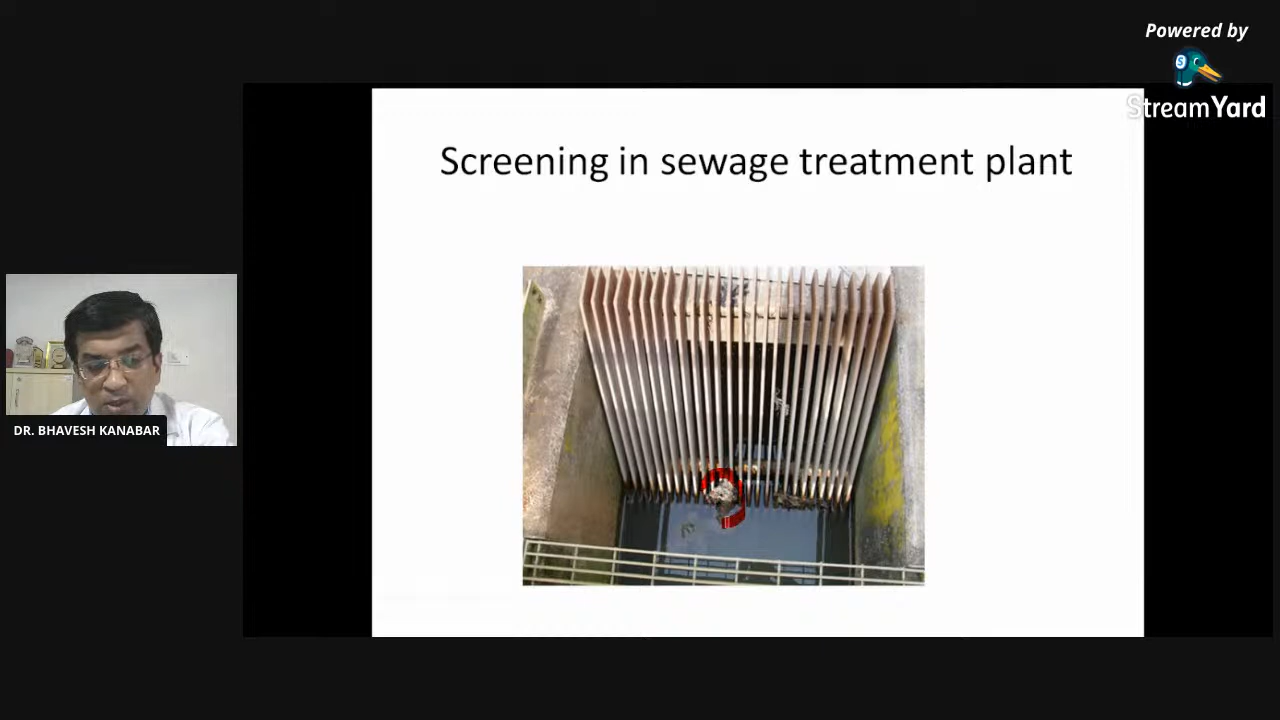 Powered by
StreamYard
Screening in sewage treatment plant
DR. BHAVESH KANABAR